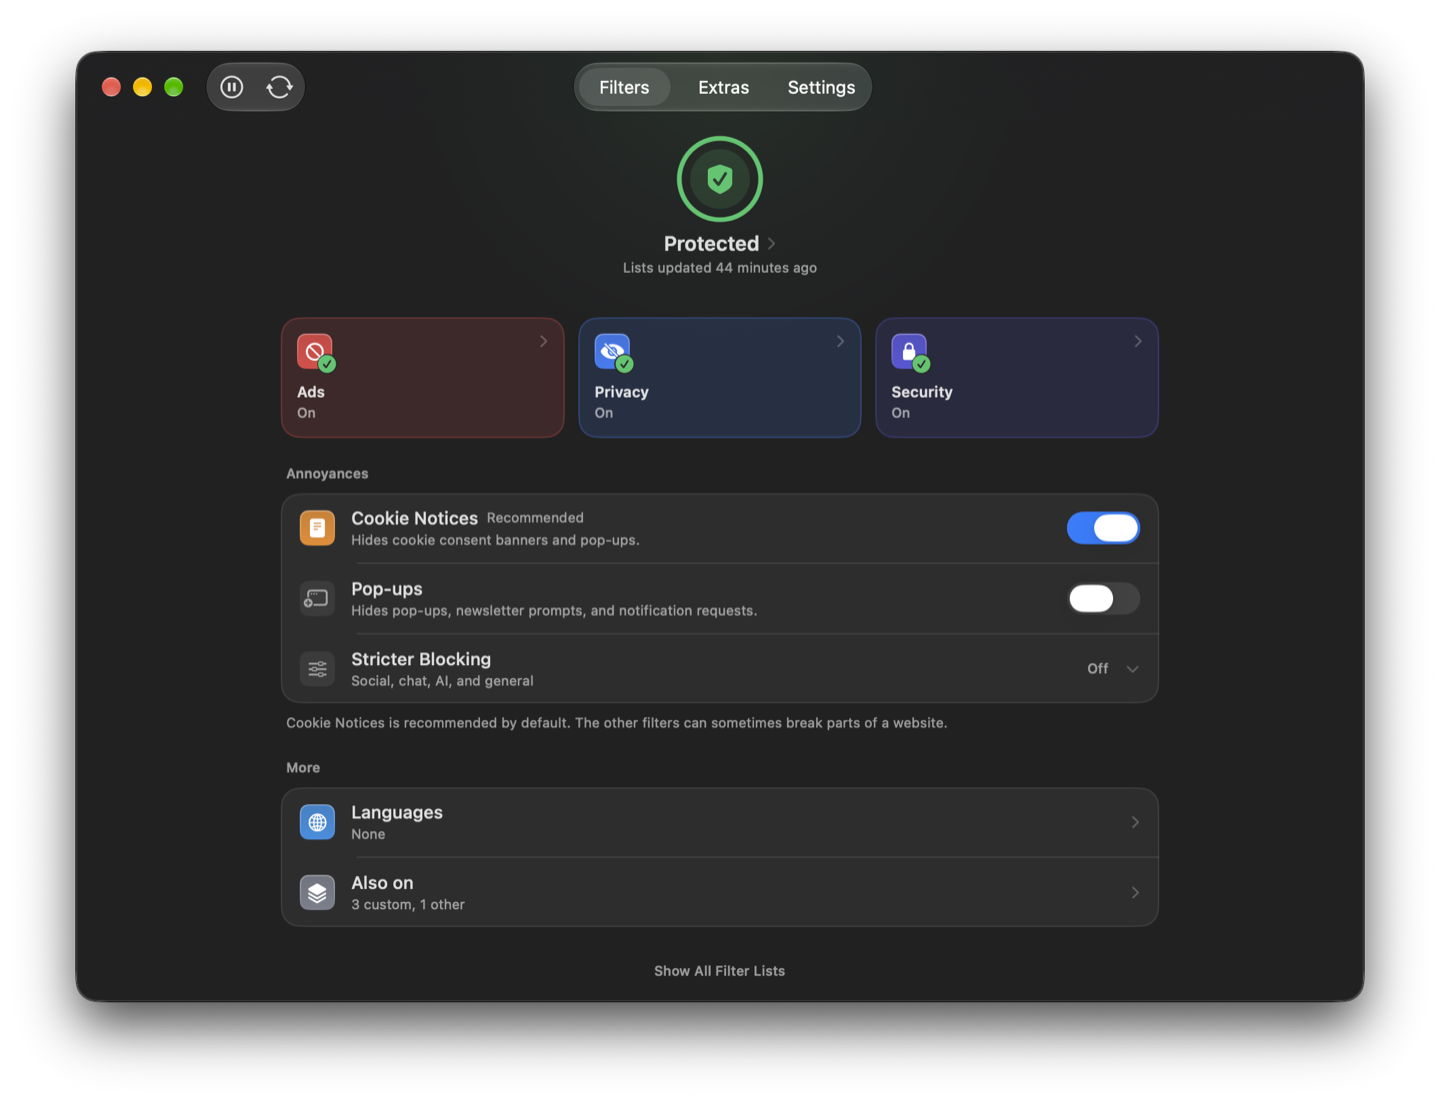 Filters
Extras
Settings
Protected
Lists updated 44 minutes ago
Ads
On
Privacy
On
Security
On
Annoyances
Cookie Notices Recommended
Hides cookie consent banners and pop-ups.
Pop-ups
Hides pop-ups, newsletter prompts, and notification requests.
Stricter Blocking
Social, chat, AI, and general
Off
Cookie Notices is recommended by default. The other filters can sometimes break parts of a website.
More
Languages
None
Also on
3 custom, 1 other
Show All Filter Lists